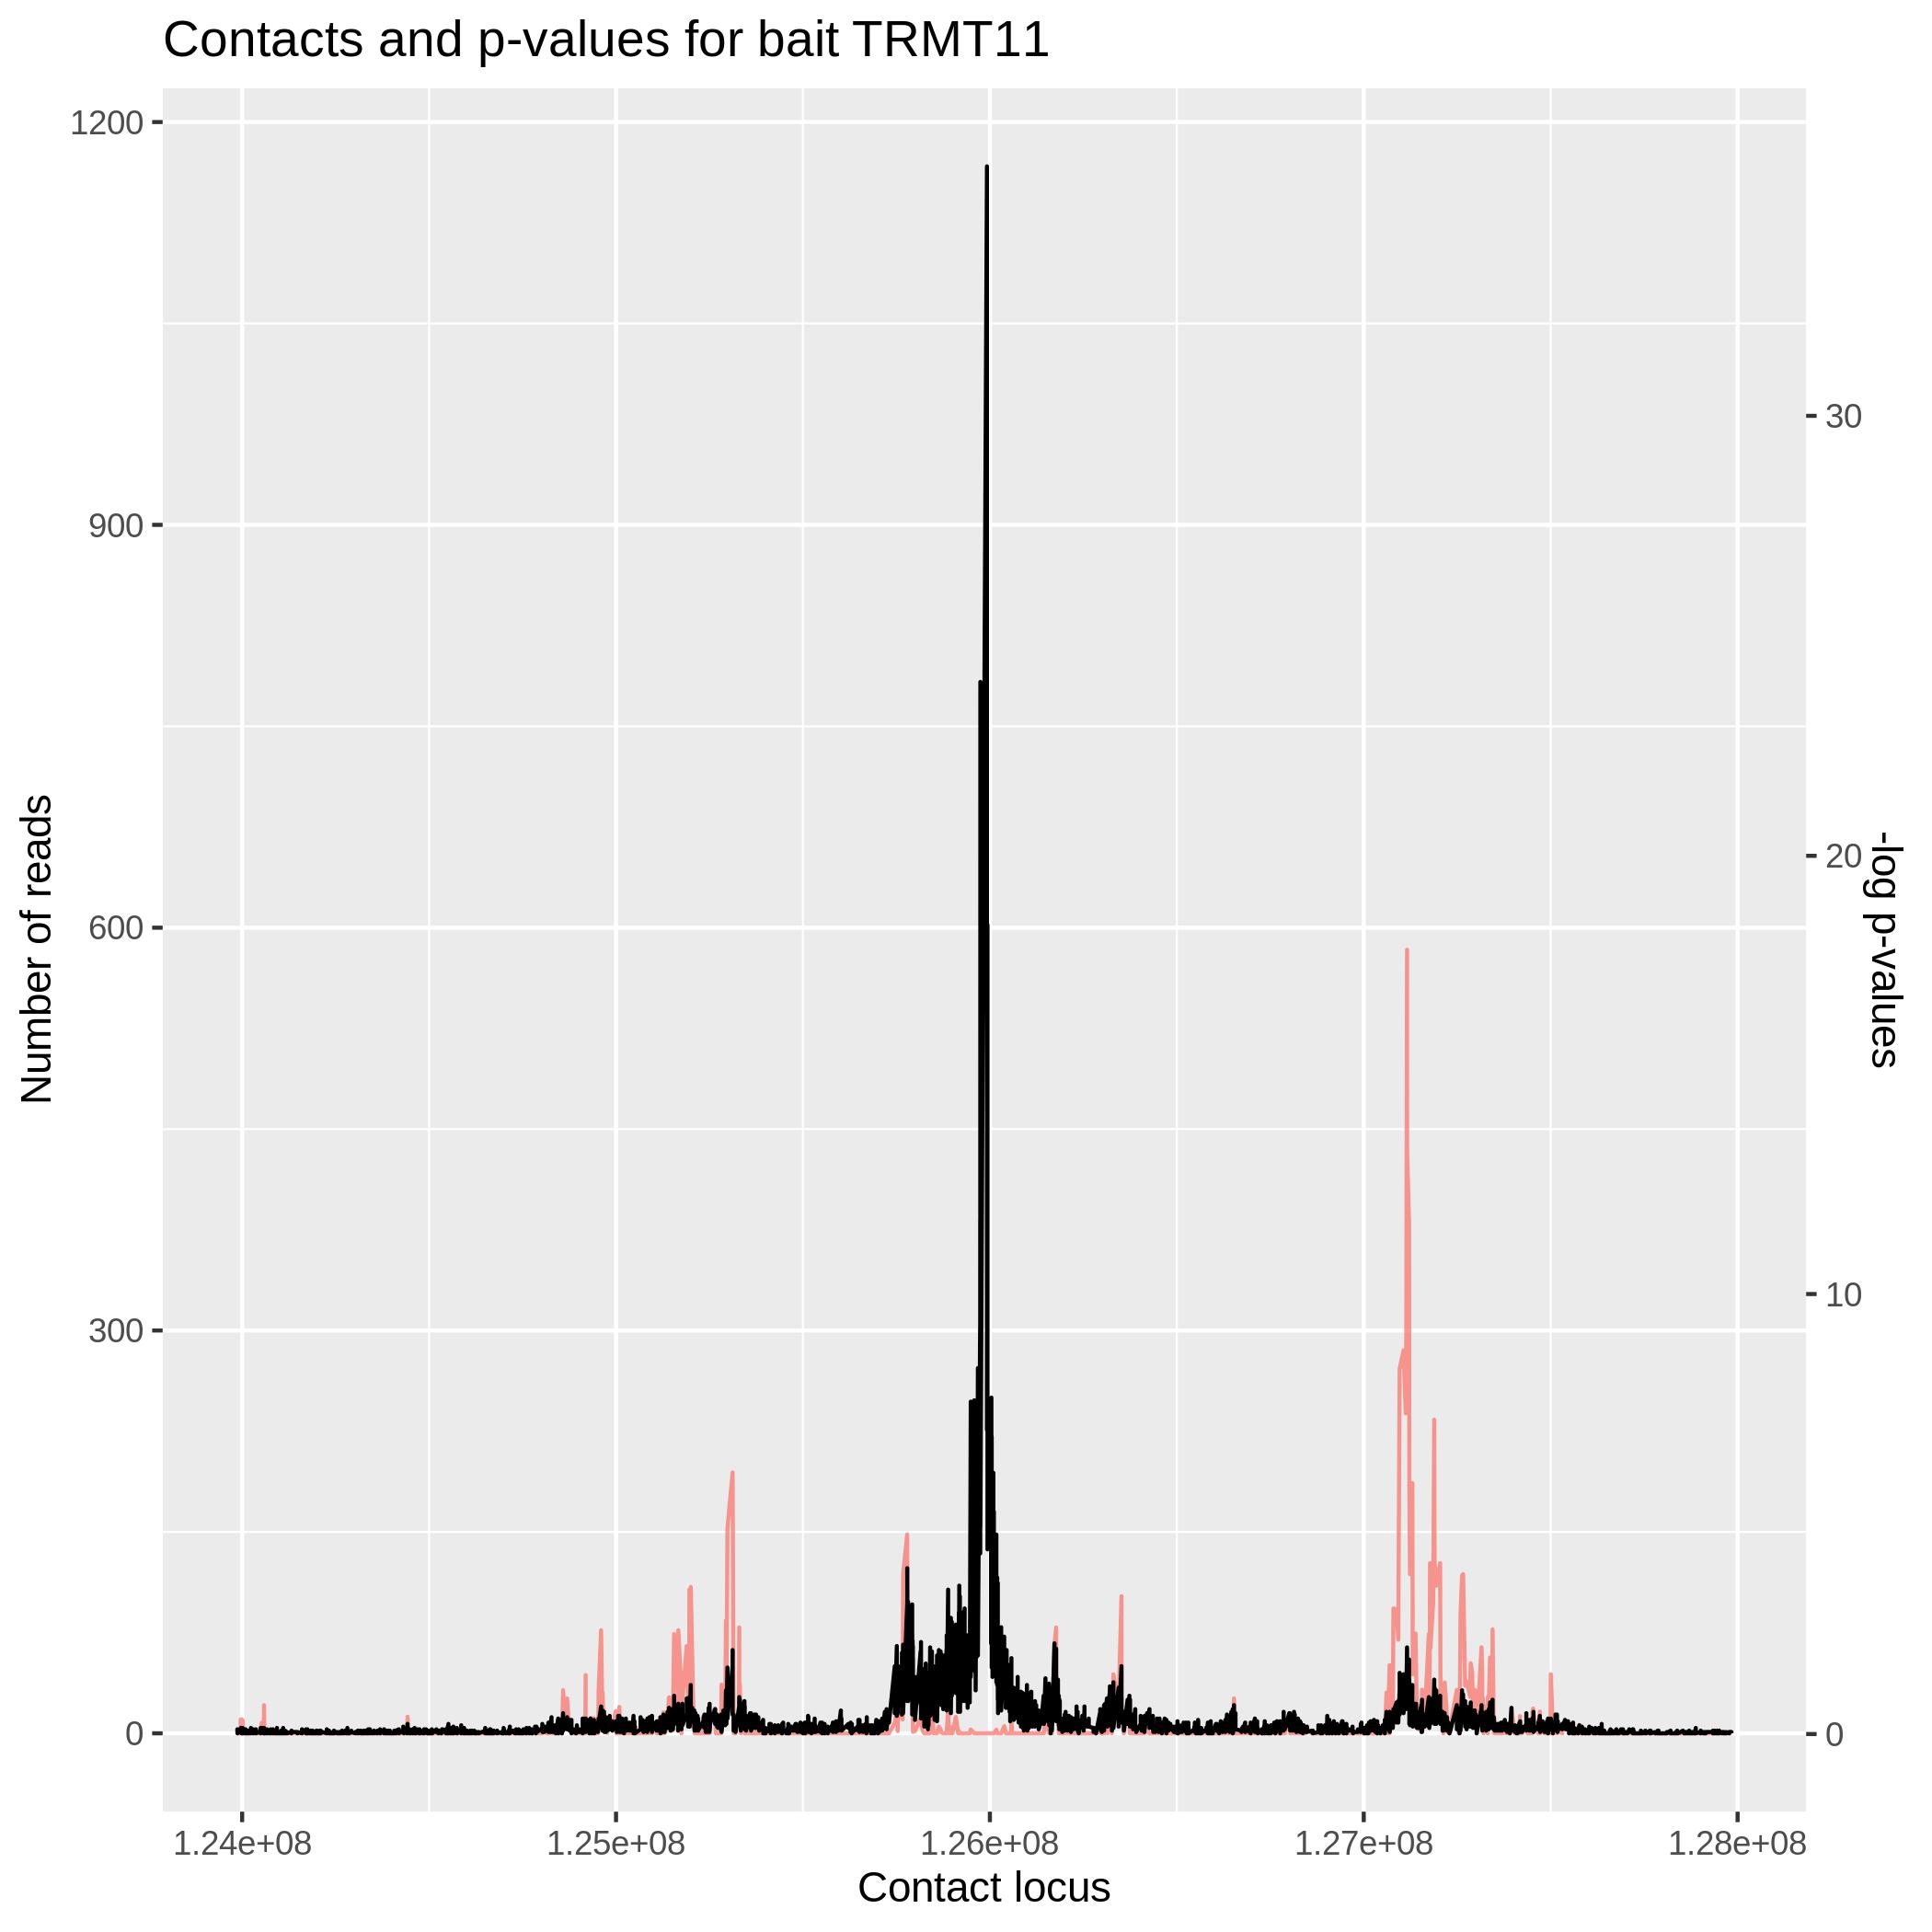 Contacts and p-values for bait TRMT11
1200
900
600
300
0
Number of reads
30
20
10
0
-log p-values
1.24e+08
1.25e+08
1.26e+08
1.27e+08
1.28e+08
Contact locus